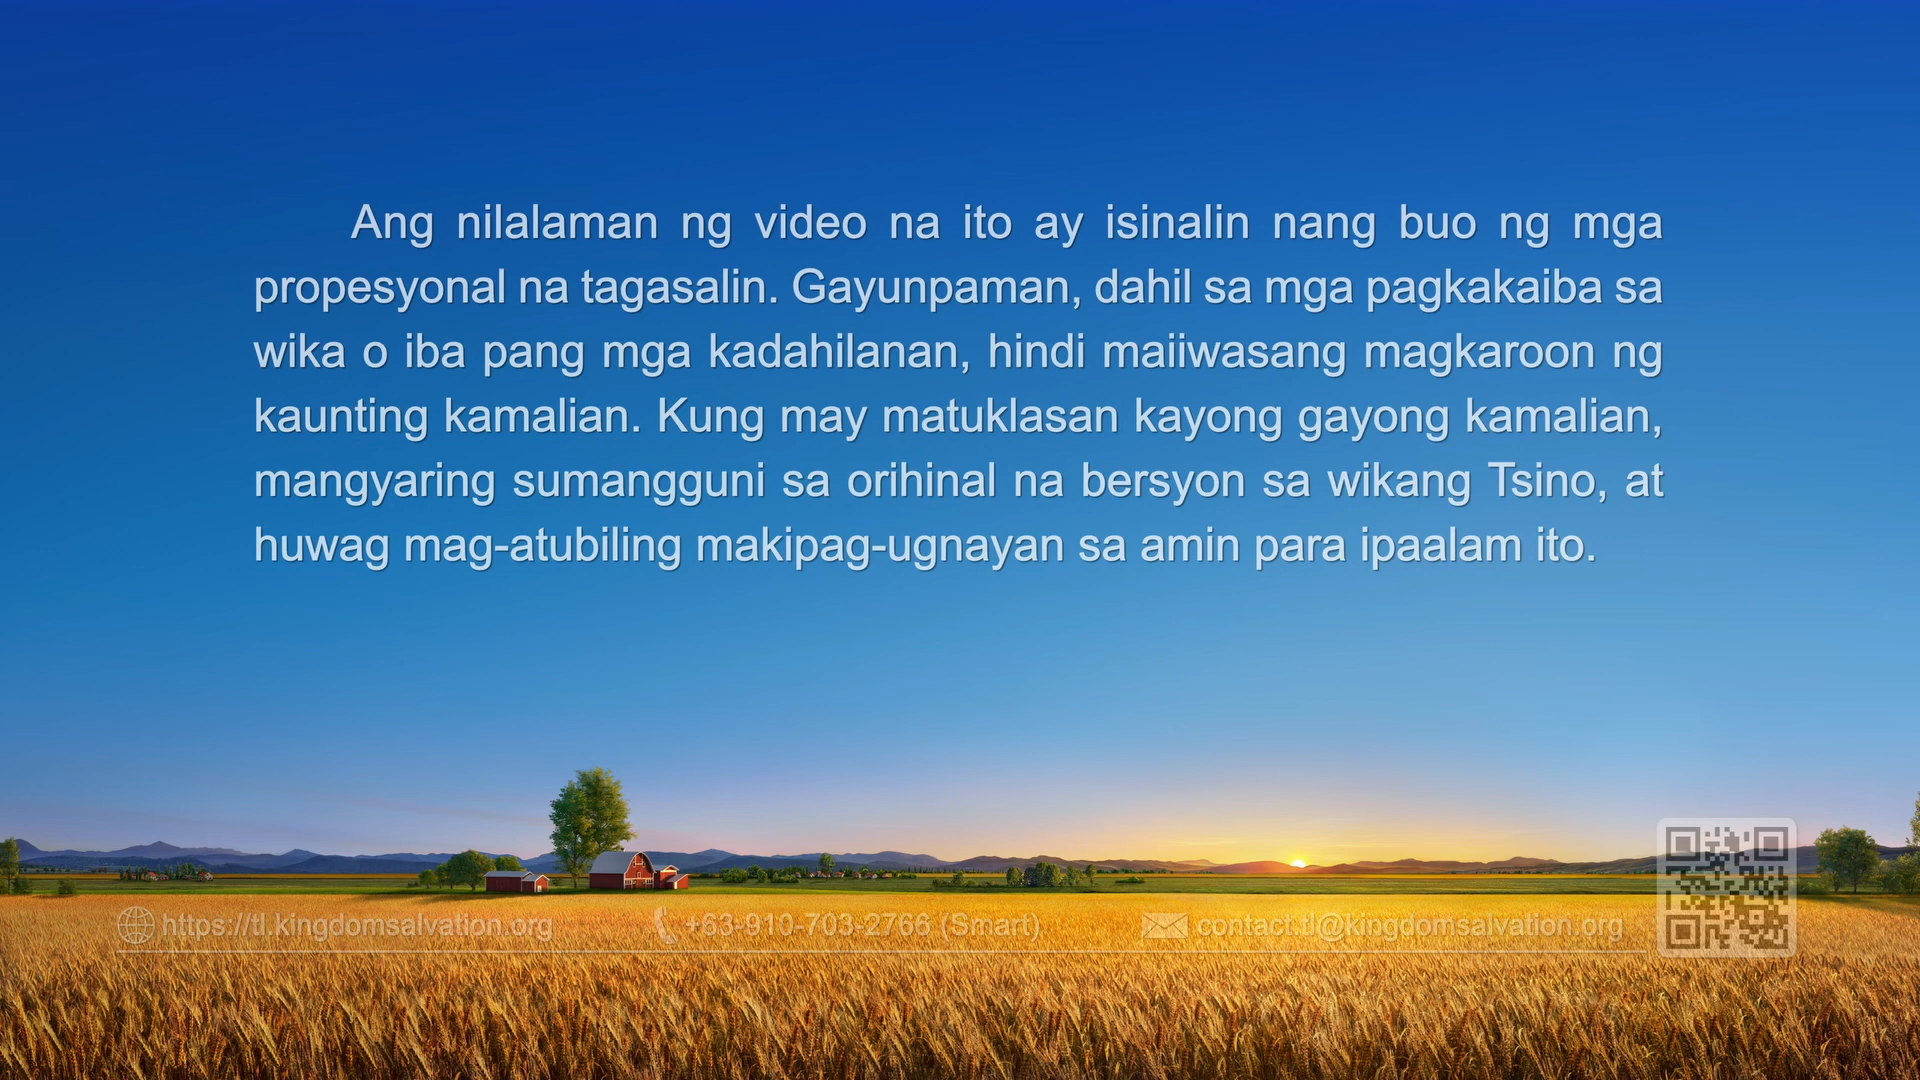 Ang nilalaman ng video na ito ay isinalin nang buo ng mga
propesyonal na tagasalin. Gayunpaman, dahil sa mga pagkakaiba sa
wika o iba pang mga kadahilanan, hindi maiiwasang magkaroon ng
kaunting kamalian. Kung may matuklasan kayong gayong kamalian,
mangyaring sumangguni sa orihinal na bersyon sa wikang Tsino, at
huwag mag-atubiling makipag-ugnayan sa amin para ipaalam ito.
https://tl.kingdomsalvation.org +63-910-703-2766 (Smart) contact.tl@kingdomsalvation.org